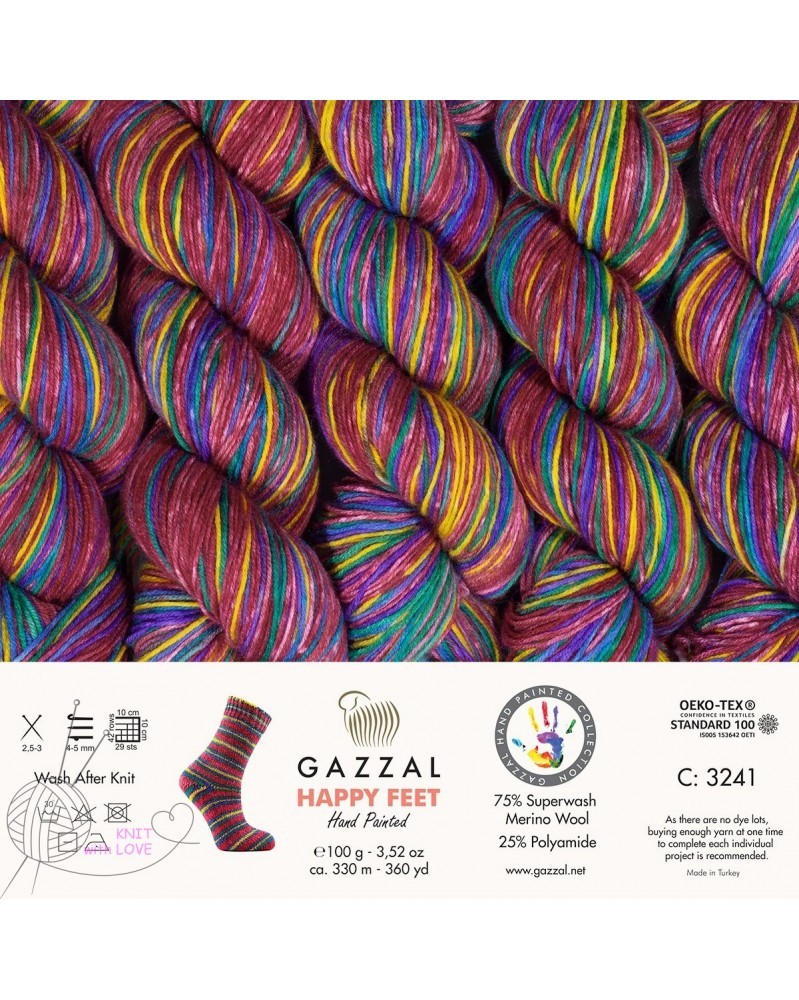 2,5-3
4-5 mm
10 cm
42 rows
10 cm
29 sts
Wash After Knit
30
KNIT
with LOVE
GAZZAL
HAPPY FEET
Hand Painted
℮100 g - 3,52 oz
ca. 330 m - 360 yd
GAZZAL HAND PAINTED COLLECTION
75% Superwash
Merino Wool
25% Polyamide
www.gazzal.net
OEKO-TEX®
CONFIDENCE IN TEXTILES
STANDARD 100
IS005 153642 OETI
C: 3241
As there are no dye lots,
buying enough yarn at one time
to complete each individual
project is recommended.
Made in Turkey